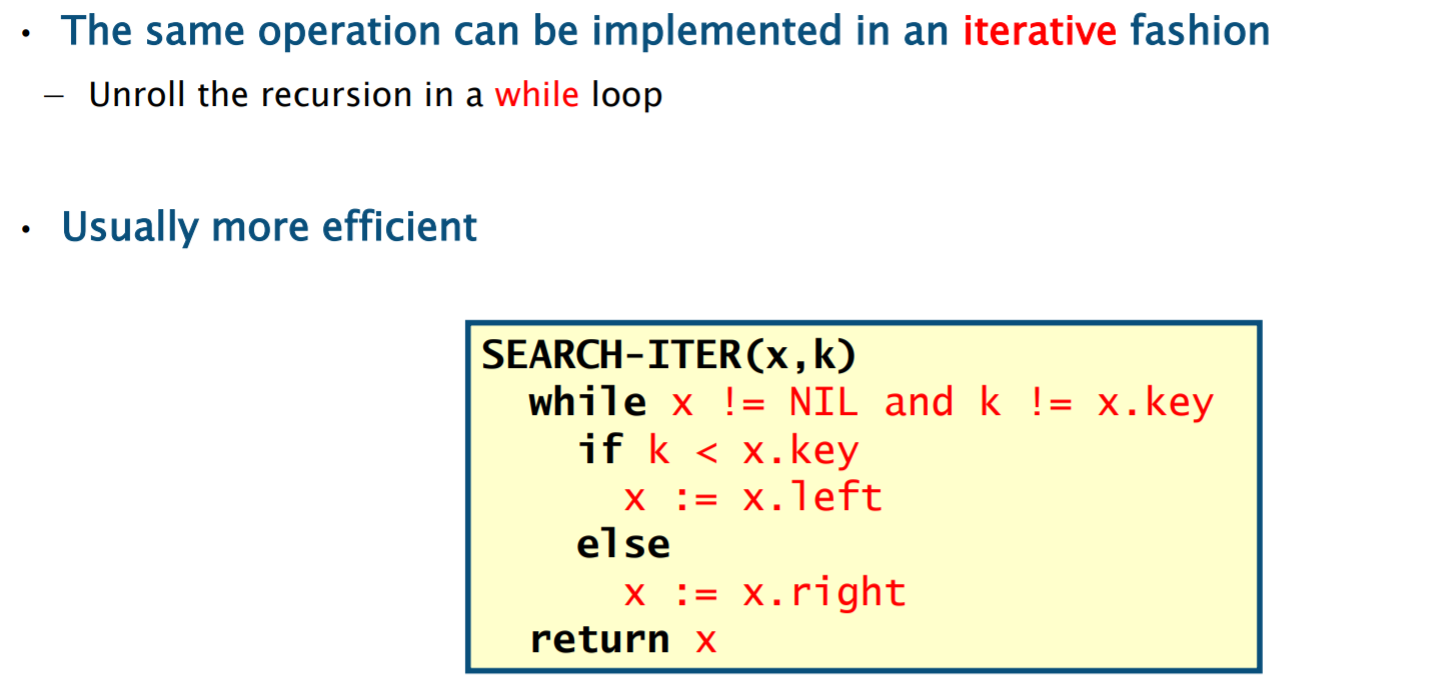 • The same operation can be implemented in an iterative fashion
– Unroll the recursion in a while loop
• Usually more efficient
SEARCH-ITER(x,k)
while x != NIL and k != x.key
if k < x.key
x := x.left
else
x := x.right
return x